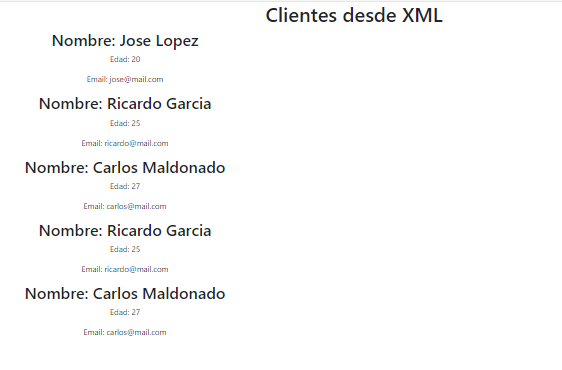 Clientes desde XML
Nombre: Jose Lopez
Edad: 20
Email: jose@mail.com
Nombre: Ricardo Garcia
Edad: 25
Email: ricardo@mail.com
Nombre: Carlos Maldonado
Edad: 27
Email: carlos@mail.com
Nombre: Ricardo Garcia
Edad: 25
Email: ricardo@mail.com
Nombre: Carlos Maldonado
Edad: 27
Email: carlos@mail.com